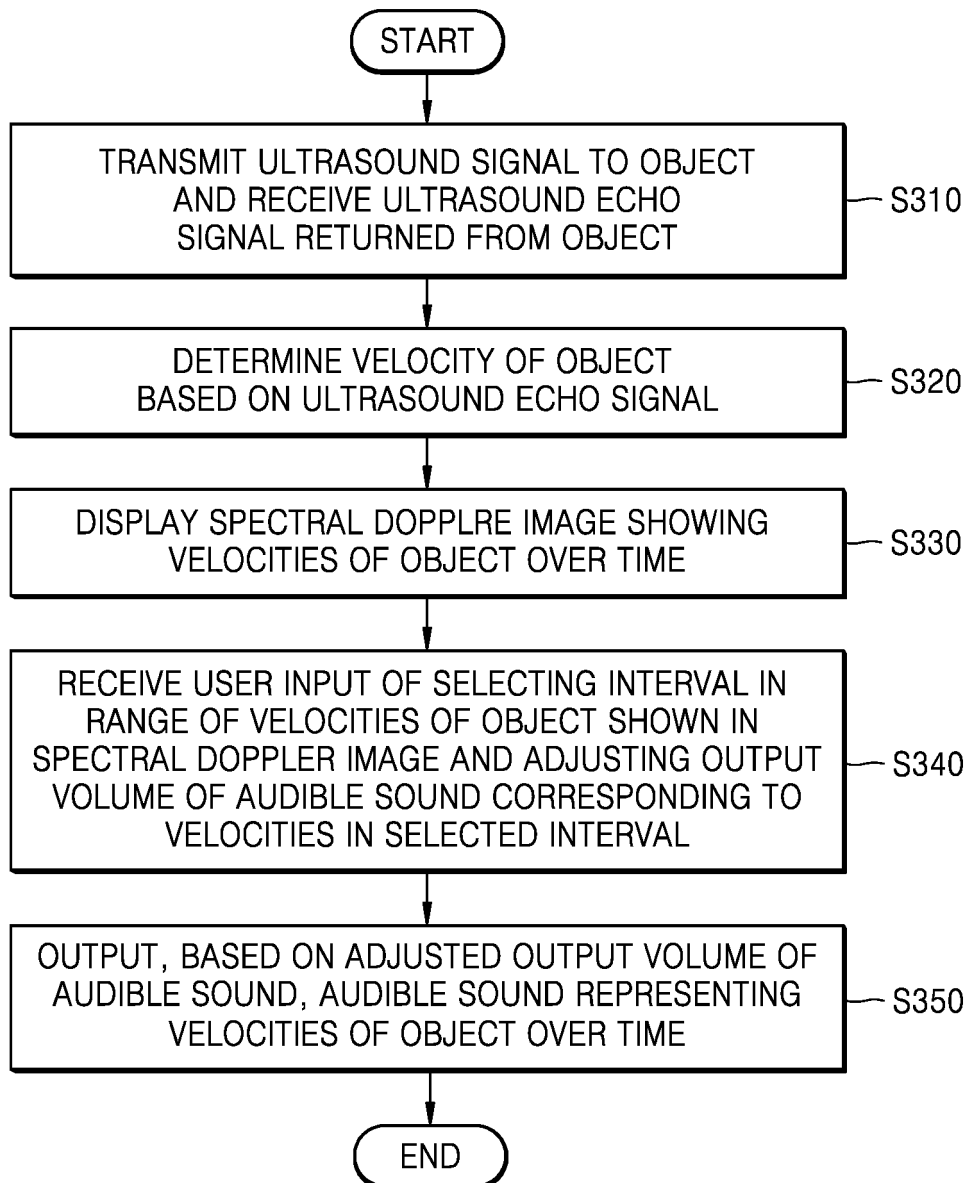 START
TRANSMIT ULTRASOUND SIGNAL TO OBJECT
AND RECEIVE ULTRASOUND ECHO
SIGNAL RETURNED FROM OBJECT
S310
DETERMINE VELOCITY OF OBJECT
BASED ON ULTRASOUND ECHO SIGNAL
S320
DISPLAY SPECTRAL DOPPLRE IMAGE SHOWING
VELOCITIES OF OBJECT OVER TIME
S330
RECEIVE USER INPUT OF SELECTING INTERVAL IN
RANGE OF VELOCITIES OF OBJECT SHOWN IN
SPECTRAL DOPPLER IMAGE AND ADJUSTING OUTPUT
VOLUME OF AUDIBLE SOUND CORRESPONDING TO
VELOCITIES IN SELECTED INTERVAL
S340
OUTPUT, BASED ON ADJUSTED OUTPUT VOLUME OF
AUDIBLE SOUND, AUDIBLE SOUND REPRESENTING
VELOCITIES OF OBJECT OVER TIME
S350
END